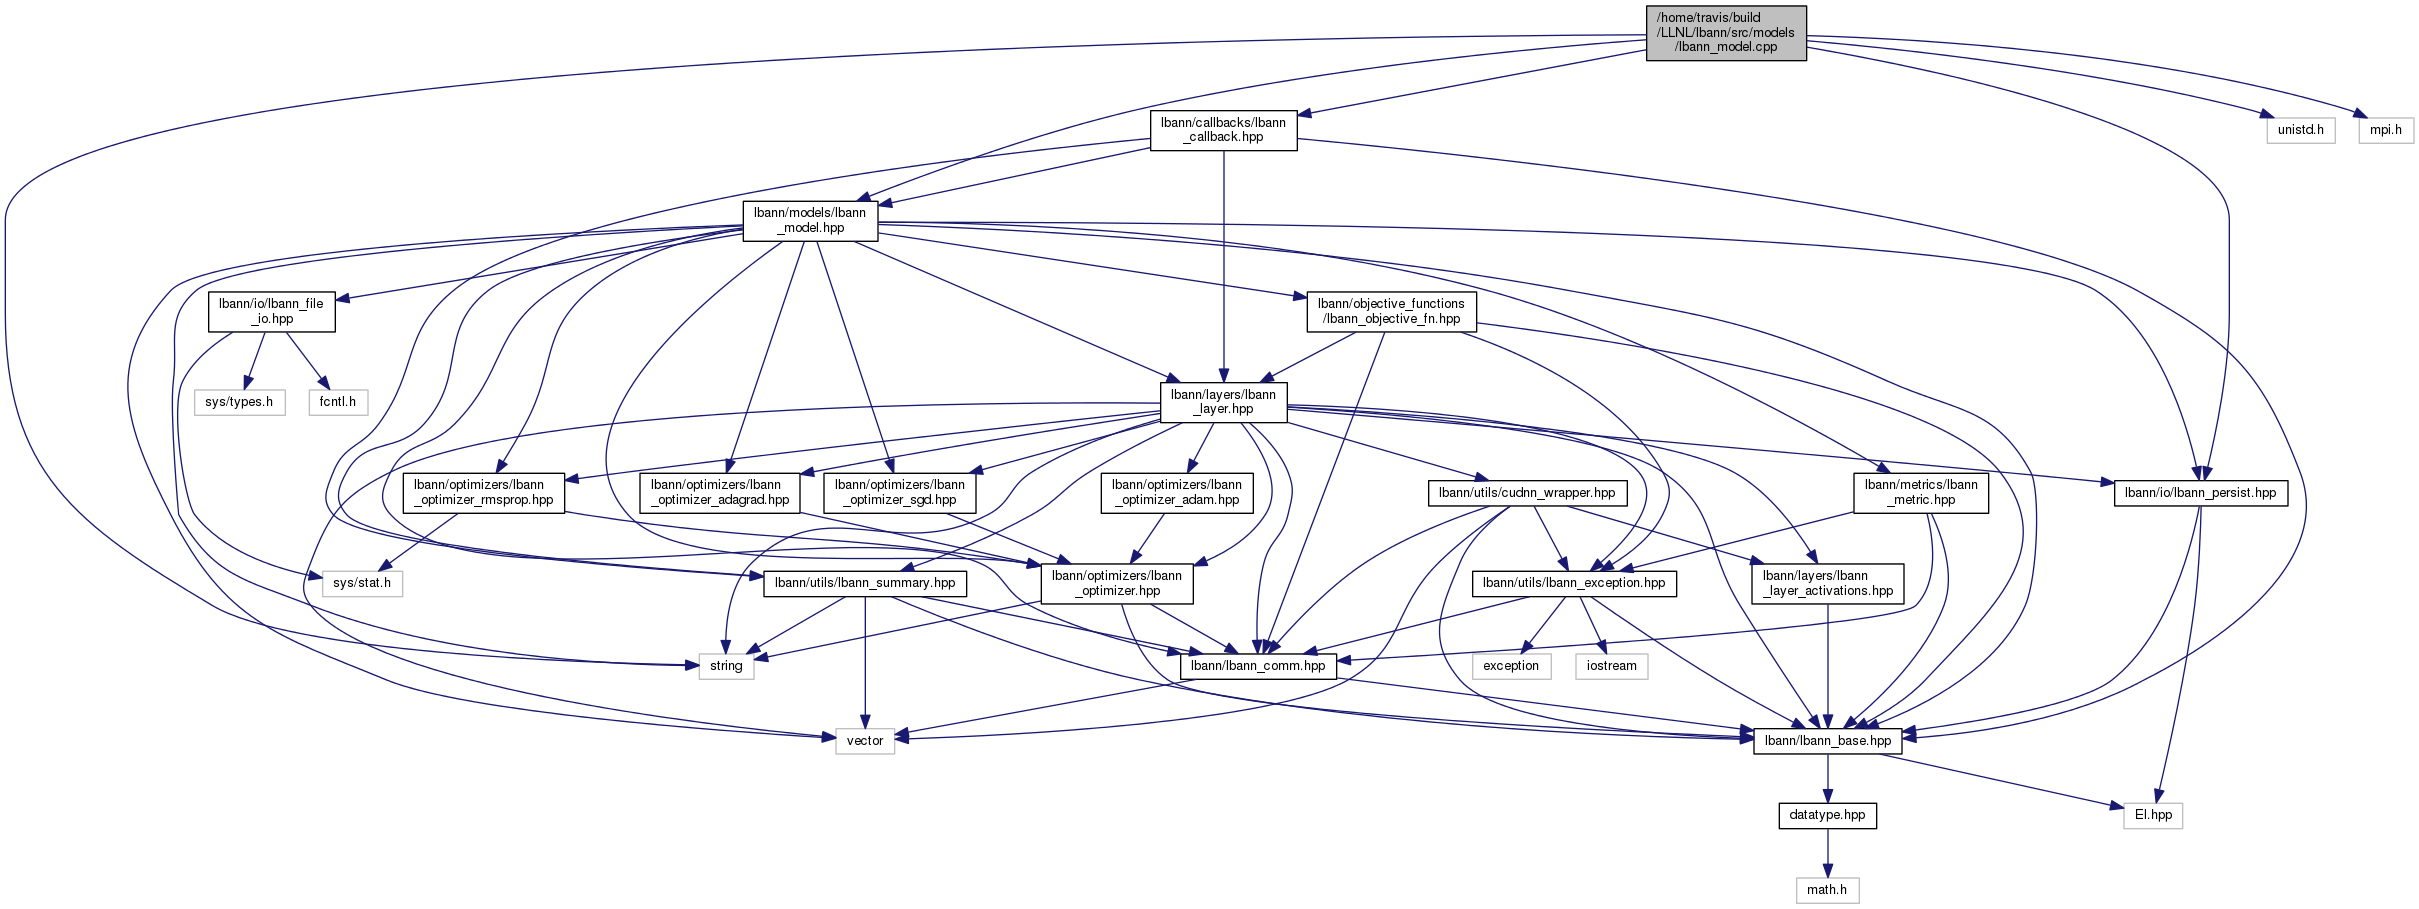 /home/travis/build
/LLNL/lbann/src/models
/lbann_model.cpp
lbann/callbacks/lbann
_callback.hpp
unistd.h
mpi.h
lbann/models/lbann
_model.hpp
lbann/io/lbann_file
_io.hpp
lbann/objective_functions
/lbann_objective_fn.hpp
sys/types.h
fcntl.h
lbann/layers/lbann
_layer.hpp
lbann/optimizers/lbann
_optimizer_rmsprop.hpp
lbann/optimizers/lbann
_optimizer_adagrad.hpp
lbann/optimizers/lbann
_optimizer_sgd.hpp
lbann/optimizers/lbann
_optimizer_adam.hpp
lbann/utils/cudnn_wrapper.hpp
lbann/metrics/lbann
_metric.hpp
lbann/io/lbann_persist.hpp
sys/stat.h
lbann/utils/lbann_summary.hpp
lbann/optimizers/lbann
_optimizer.hpp
lbann/utils/lbann_exception.hpp
lbann/layers/lbann
_layer_activations.hpp
string
lbann/lbann_comm.hpp
exception
iostream
vector
lbann/lbann_base.hpp
datatype.hpp
El.hpp
math.h